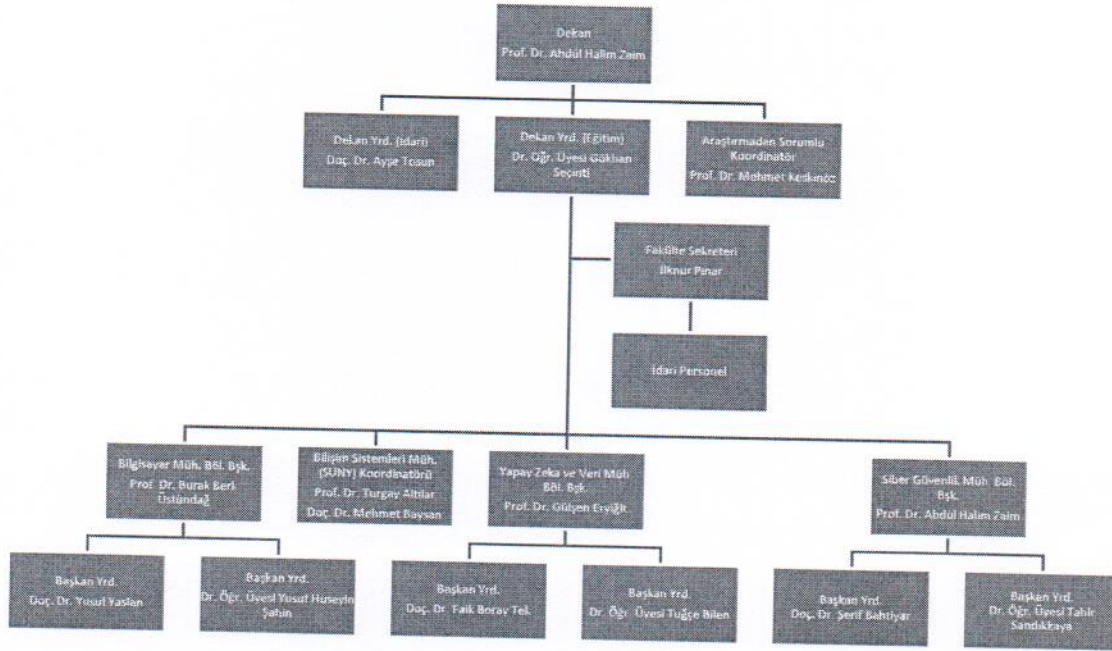 Dekan
Prof. Dr. Abdül Halim Zaim
Dekan Yrd. (İdari)
Doç. Dr. Ayşe Tosun
Dekan Yrd. (Eğitim)
Dr. Öğr. Üyesi Gökhan
Seçinti
Araştırmadan Sorumlu
Koordinatör
Prof. Dr. Mehmet Keskinöz
Fakülte Sekreteri
İlknur Pınar
İdari Personel
Bilgisayar Müh. Böl. Bşk.
Prof. Dr. Burak Berk
Üstündağ
Bilişim Sistemleri Müh.
(SUNY) Koordinatörü
Prof. Dr. Turgay Altılar
Doç. Dr. Mehmet Baysan
Yapay Zeka ve Veri Müh
Böl. Bşk.
Prof. Dr. Gülşen Eryiğit
Siber Güvenlik Müh. Böl.
Bşk.
Prof. Dr. Abdül Halim Zaim
Başkan Yrd.
Doç. Dr. Yusuf Yaslan
Başkan Yrd.
Dr. Öğr. Üyesi Yusuf Hüseyin
Şahin
Başkan Yrd.
Doç. Dr. Faik Boray Tek
Başkan Yrd.
Dr. Öğr. Üyesi Tuğçe Bilen
Başkan Yrd.
Doç. Dr. Şerif Bahtiyar
Başkan Yrd.
Dr. Öğr. Üyesi Tahir
Sandıkkaya